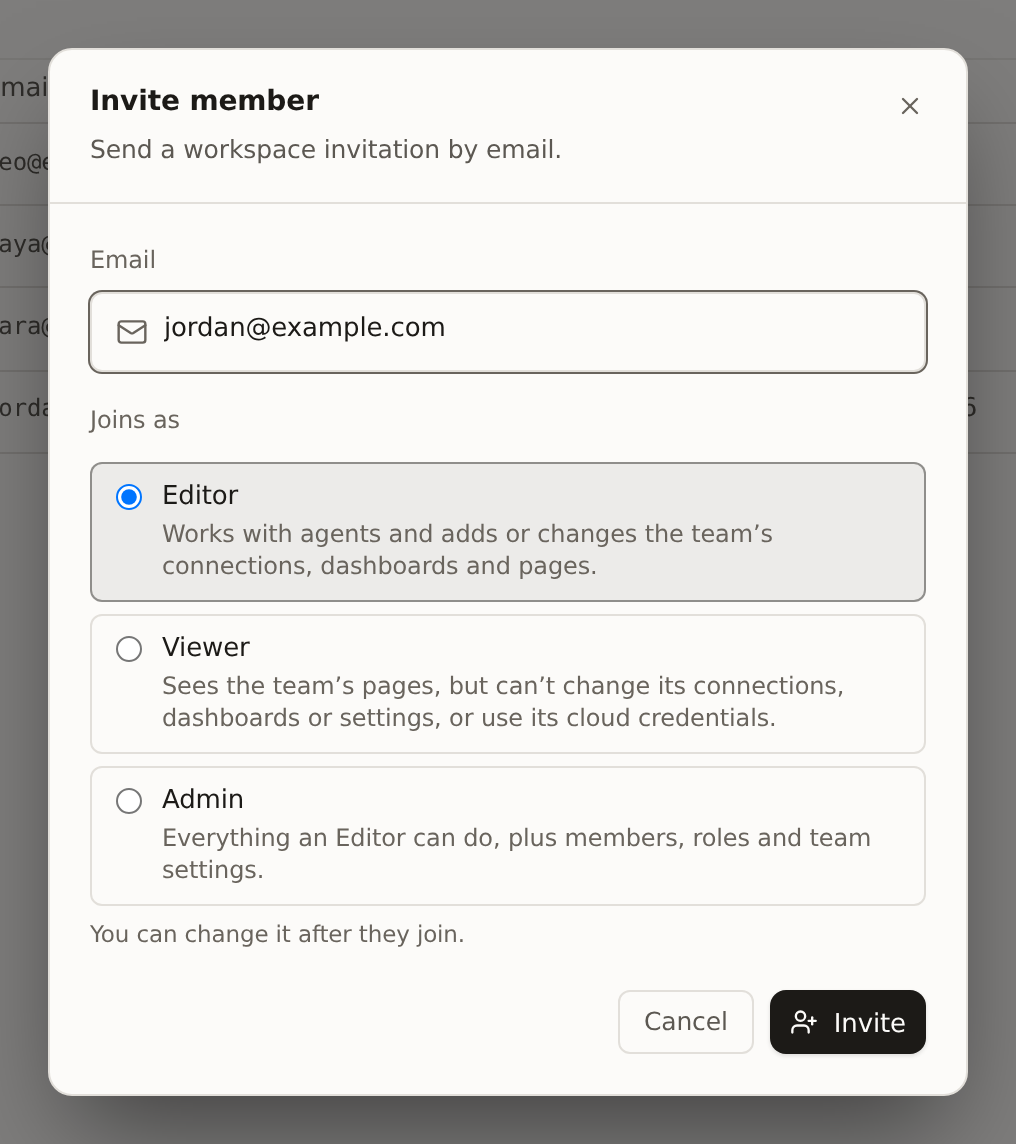 Invite member
Send a workspace invitation by email.
Email
jordan@example.com
Joins as
Editor
Works with agents and adds or changes the team’s
connections, dashboards and pages.
Viewer
Sees the team’s pages, but can’t change its connections,
dashboards or settings, or use its cloud credentials.
Admin
Everything an Editor can do, plus members, roles and team
settings.
You can change it after they join.
Cancel
Invite